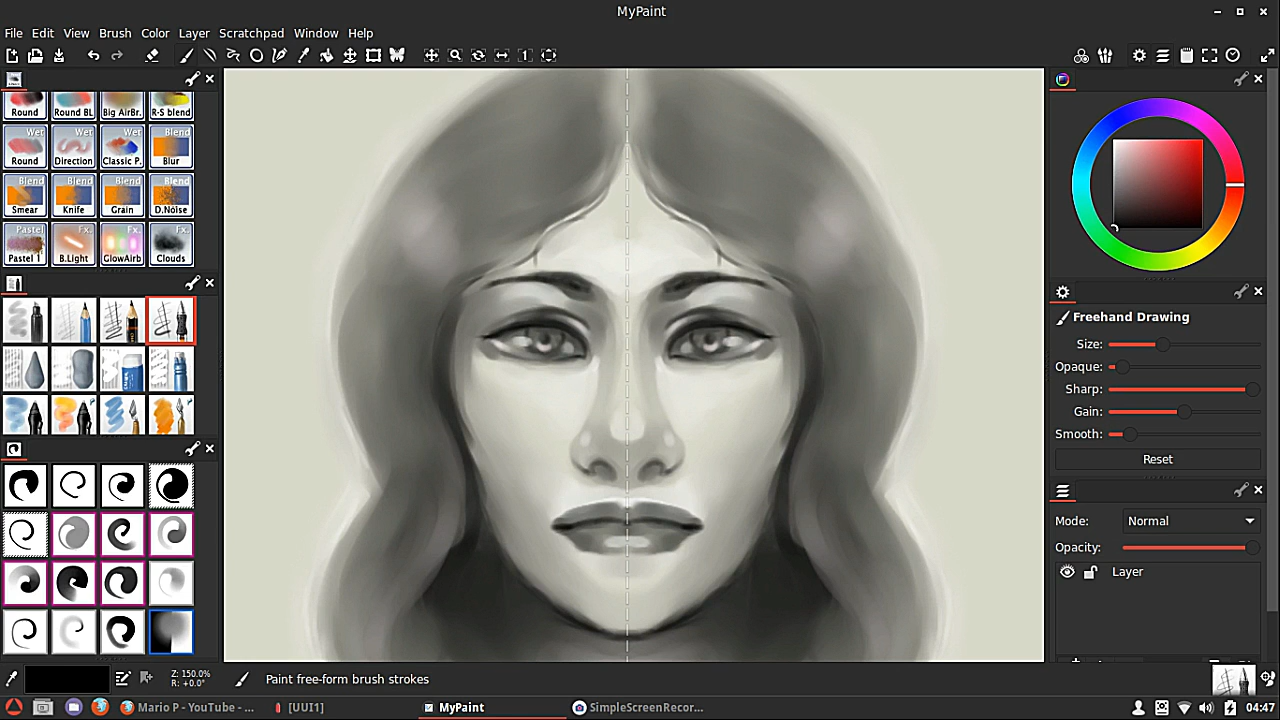 MyPaint
File Edit View Brush Color Layer Scratchpad Window Help
Round Round BL Big AirBr. R-S blend
Wet Wet Wet Blend
Round Direction Classic P. Blur
Blend Blend Blend Blend
Smear Knife Grain D.Noise
Pastel Fx. Fx. Fx.
Pastel 1 B.Light GlowAirb Clouds
Freehand Drawing
Size:
Opaque:
Sharp:
Gain:
Smooth:
Reset
Mode: Normal
Opacity:
Layer
Z: 150.0%
R: +0.0°
Paint free-form brush strokes
Mario P - YouTube - ... [UUI1] MyPaint SimpleScreenRecor... 04:47